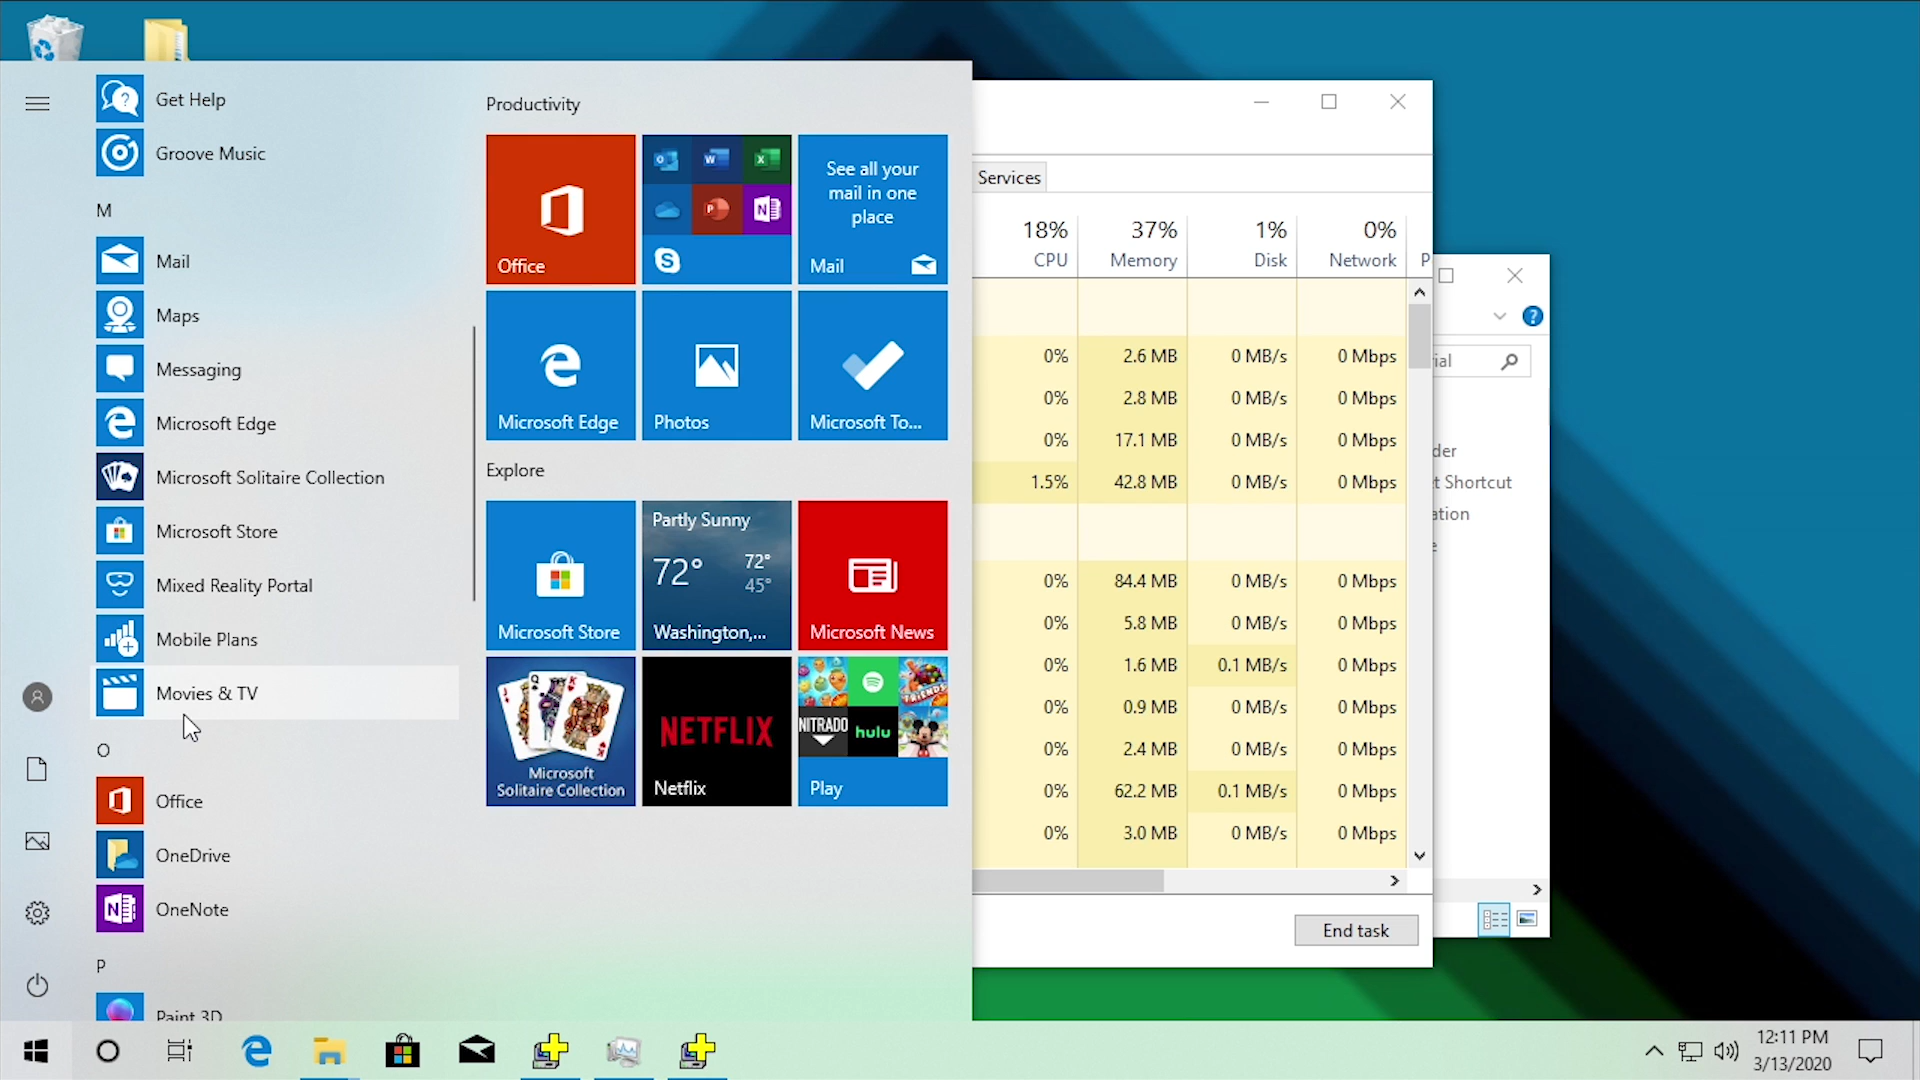 Get Help
Groove Music
M
Mail
Maps
Messaging
Microsoft Edge
Microsoft Solitaire Collection
Microsoft Store
Mixed Reality Portal
Mobile Plans
Movies & TV
O
Office
OneDrive
OneNote
P
Paint 3D
Productivity
Office
See all your
mail in one
place
Mail
Microsoft Edge
Photos
Microsoft To...
Explore
Microsoft Store
Partly Sunny
72° 72°
45°
Washington,...
Microsoft News
Microsoft
Solitaire Collection
NETFLIX
Netflix
FRIENDS
NITRADO
hulu
Play
Services
18% 37% 1% 0%
CPU Memory Disk Network P
0% 2.6 MB 0 MB/s 0 Mbps
0% 2.8 MB 0 MB/s 0 Mbps
0% 17.1 MB 0 MB/s 0 Mbps
1.5% 42.8 MB 0 MB/s 0 Mbps
0% 84.4 MB 0 MB/s 0 Mbps
0% 5.8 MB 0 MB/s 0 Mbps
0% 1.6 MB 0.1 MB/s 0 Mbps
0% 0.9 MB 0 MB/s 0 Mbps
0% 2.4 MB 0 MB/s 0 Mbps
0% 62.2 MB 0.1 MB/s 0 Mbps
0% 3.0 MB 0 MB/s 0 Mbps
End task
ial
der
t Shortcut
ation
e
12:11 PM
3/13/2020